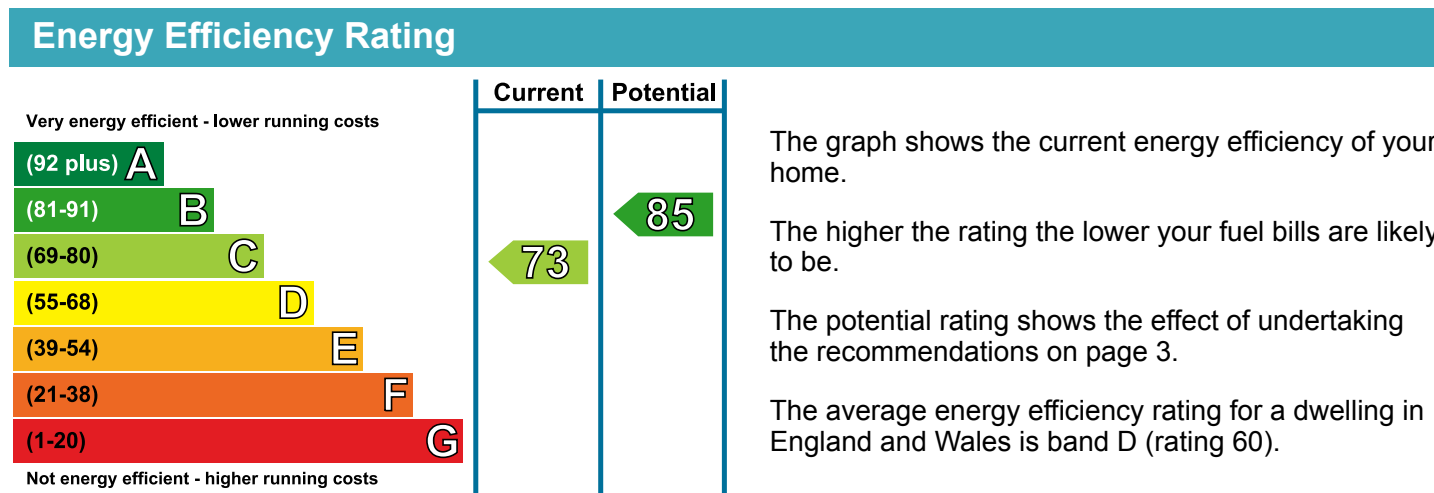 Energy Efficiency Rating
Current Potential
Very energy efficient - lower running costs
(92 plus) A
(81-91) B
(69-80) C
(55-68) D
(39-54) E
(21-38) F
(1-20) G
Not energy efficient - higher running costs
73
85
The graph shows the current energy efficiency of your
home.
The higher the rating the lower your fuel bills are likely
to be.
The potential rating shows the effect of undertaking
the recommendations on page 3.
The average energy efficiency rating for a dwelling in
England and Wales is band D (rating 60).